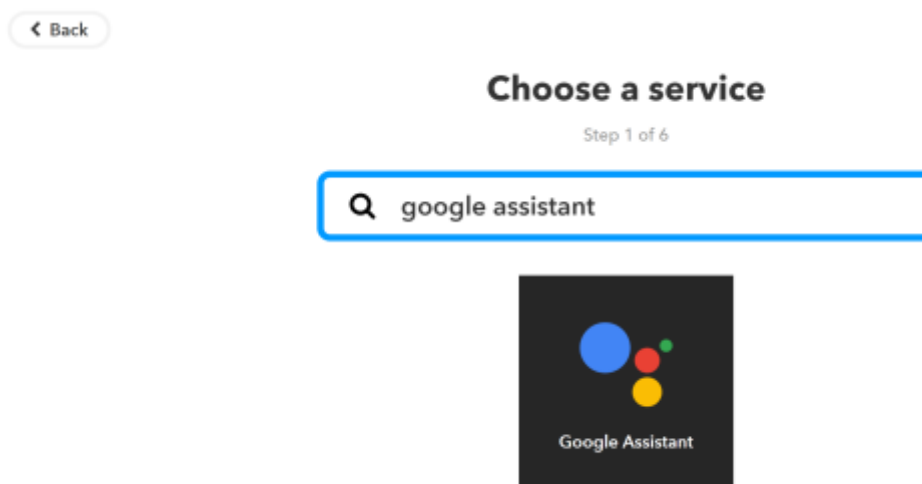 Back
Choose a service
Step 1 of 6
google assistant
Google Assistant